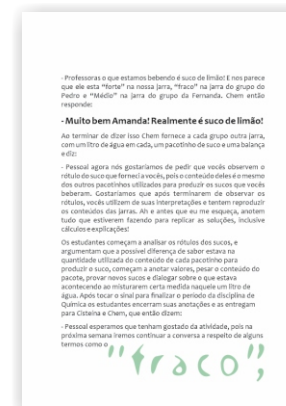 - Professoras o que estamos bebendo é suco de limão! E nos parece
que ele esta "forte" na nossa jarra, "fraco" na jarra do grupo do
Pedro e "Médio" na jarra do grupo da Fernanda. Chem então
responde:
- Muito bem Amanda! Realmente é suco de limão!
Ao terminar de dizer isso Chem fornece a cada grupo outra jarra,
com um litro de água em cada, um pacotinho de suco e uma balança
e diz:
- Pessoal agora nós gostaríamos de pedir que vocês observem o
rótulo do suco que forneci a vocês, pois o conteúdo deles é o mesmo
dos outros pacotinhos utilizados para produzir os sucos que vocês
beberam. Gostaríamos que após terminarem de observar os
rótulos, vocês utilizem de suas interpretações e tentem reproduzir
os conteúdos das jarras. Ah e antes que eu me esqueça, anotem
tudo que estiverem fazendo para replicar as soluções, inclusive
cálculos e explicações!
Os estudantes começam a analisar os rótulos dos sucos, e
argumentam que a possível diferença de sabor estava na
quantidade utilizada do conteúdo de cada pacotinho para
produzir o suco, começam a anotar valores, pesar o conteúdo do
pacote, provar novos sucos e dialogar sobre o que estava
acontecendo ao misturarem certa medida naquele um litro de
água. Após tocar o sinal para finalizar o período da disciplina de
Química os estudantes encerram suas anotações e as entregam
para Cisteína e Chem, que então dizem:
- Pessoal esperamos que tenham gostado da atividade, pois na
próxima semana iremos continuar a conversa a respeito de alguns
termos como o
"fraco",